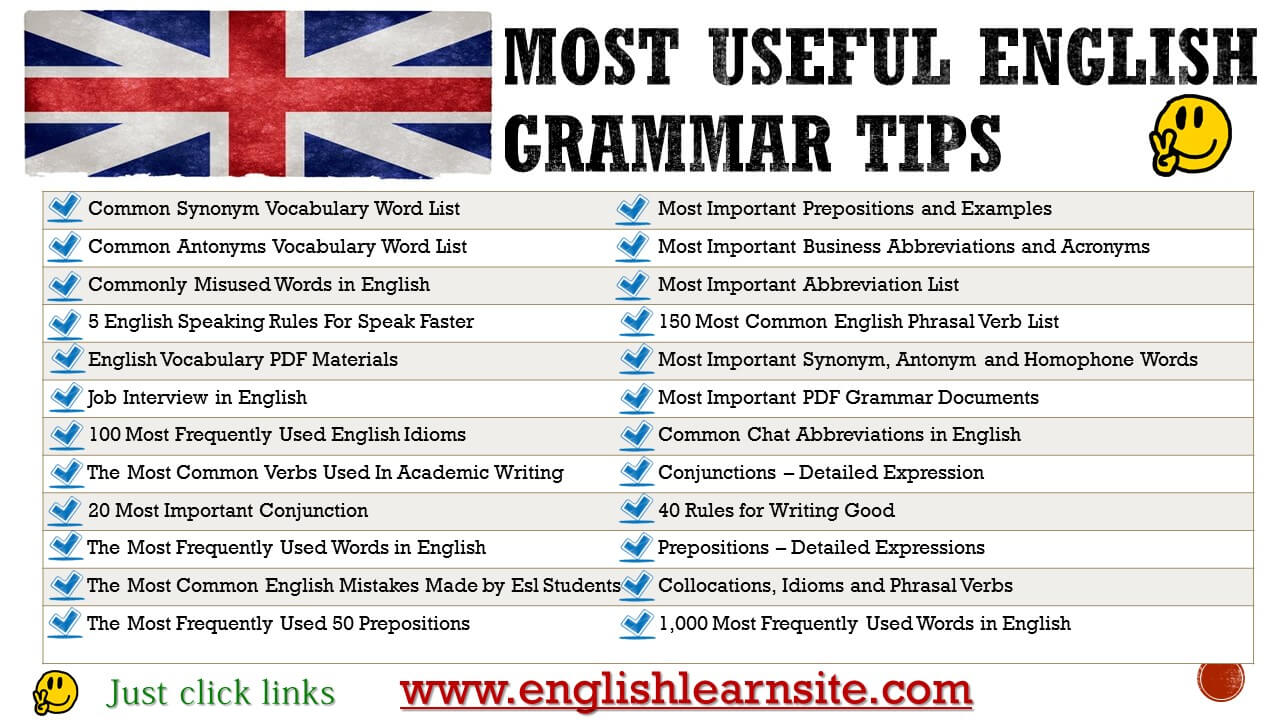 MOST USEFUL ENGLISH
GRAMMAR TIPS
Common Synonym Vocabulary Word List
Most Important Prepositions and Examples
Common Antonyms Vocabulary Word List
Most Important Business Abbreviations and Acronyms
Commonly Misused Words in English
Most Important Abbreviation List
5 English Speaking Rules For Speak Faster
150 Most Common English Phrasal Verb List
English Vocabulary PDF Materials
Most Important Synonym, Antonym and Homophone Words
Job Interview in English
Most Important PDF Grammar Documents
100 Most Frequently Used English Idioms
Common Chat Abbreviations in English
The Most Common Verbs Used In Academic Writing
Conjunctions – Detailed Expression
20 Most Important Conjunction
40 Rules for Writing Good
The Most Frequently Used Words in English
Prepositions – Detailed Expressions
The Most Common English Mistakes Made by Esl Students
Collocations, Idioms and Phrasal Verbs
The Most Frequently Used 50 Prepositions
1,000 Most Frequently Used Words in English
Just click links
www.englishlearnsite.com